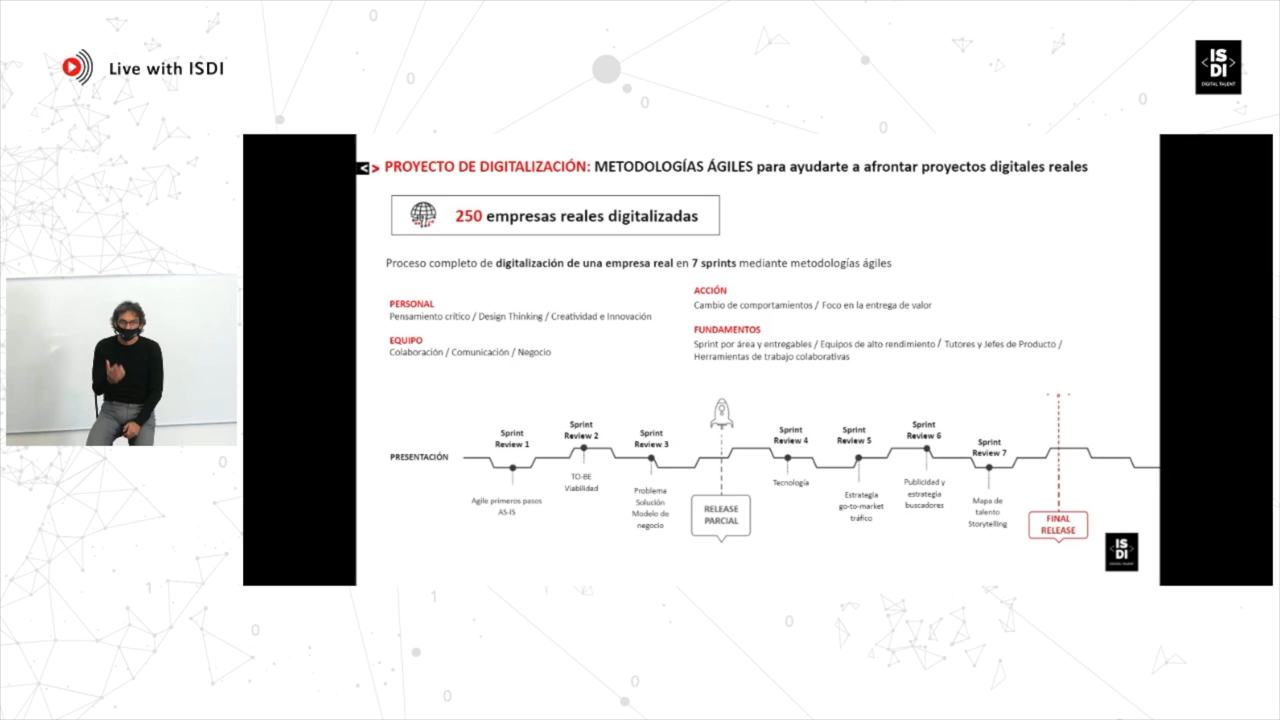 Live with ISDI
IS
DI
DIGITAL TALENT
<> PROYECTO DE DIGITALIZACIÓN: METODOLOGÍAS ÁGILES para ayudarte a afrontar proyectos digitales reales
250 empresas reales digitalizadas
Proceso completo de digitalización de una empresa real en 7 sprints mediante metodologías ágiles
PERSONAL
Pensamiento crítico / Design Thinking / Creatividad e Innovación
EQUIPO
Colaboración / Comunicación / Negocio
ACCIÓN
Cambio de comportamientos / Foco en la entrega de valor
FUNDAMENTOS
Sprint por área y entregables / Equipos de alto rendimiento / Tutores y Jefes de Producto /
Herramientas de trabajo colaborativas
PRESENTACIÓN
Sprint
Review 1
Agile primeros pasos
AS-IS
Sprint
Review 2
TO-BE
Viabilidad
Sprint
Review 3
Problema
Solución
Modelo de
negocio
RELEASE
PARCIAL
Sprint
Review 4
Tecnología
Sprint
Review 5
Estrategia
go-to-market
tráfico
Sprint
Review 6
Publicidad y
estrategia
buscadores
Sprint
Review 7
Mapa de
talento
Storytelling
FINAL
RELEASE
IS
DI
DIGITAL TALENT